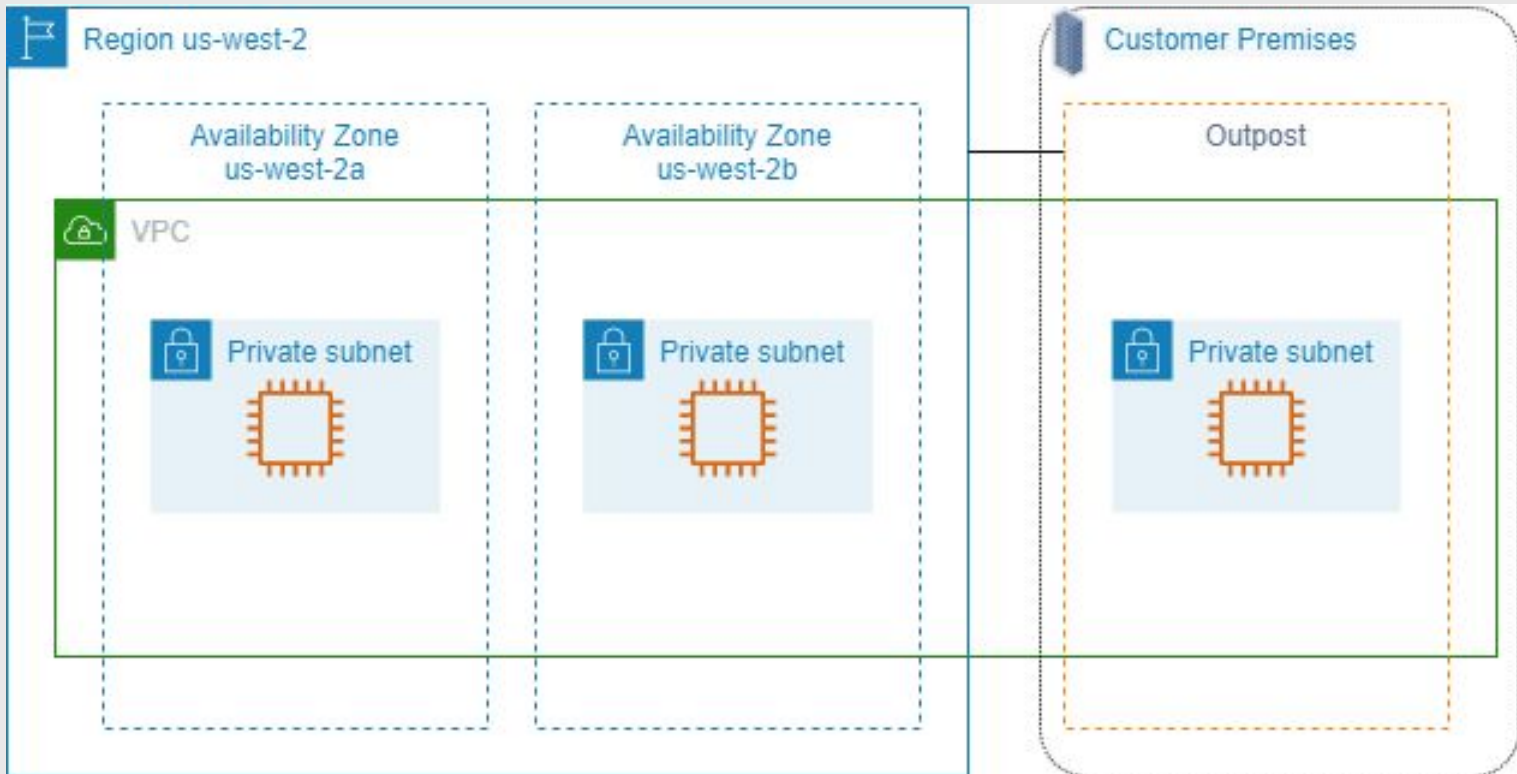 Region us-west-2
Customer Premises
Availability Zone
us-west-2a
Availability Zone
us-west-2b
Outpost
VPC
Private subnet
Private subnet
Private subnet